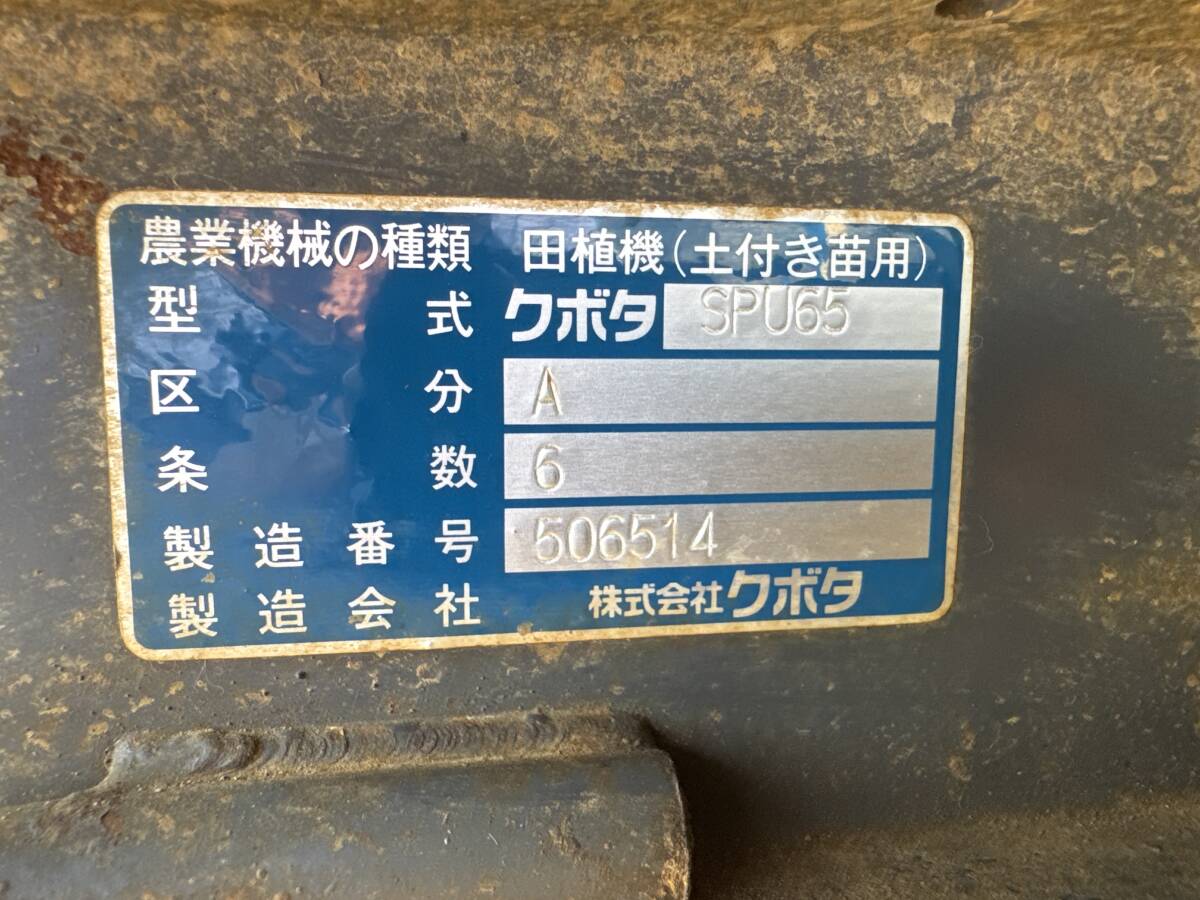 農業機械の種類 田植機(土付き苗用)
型式 クボタ SPU65
区分 A
条数 6
製造番号 506514
製造会社 株式会社クボタ